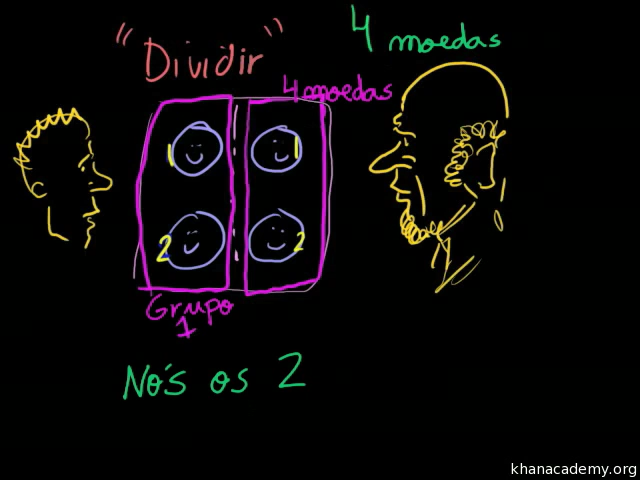 "Dividir"
4 moedas
4 moedas
1 1
2 2
Grupo
1
Nós os 2
khanacademy.org